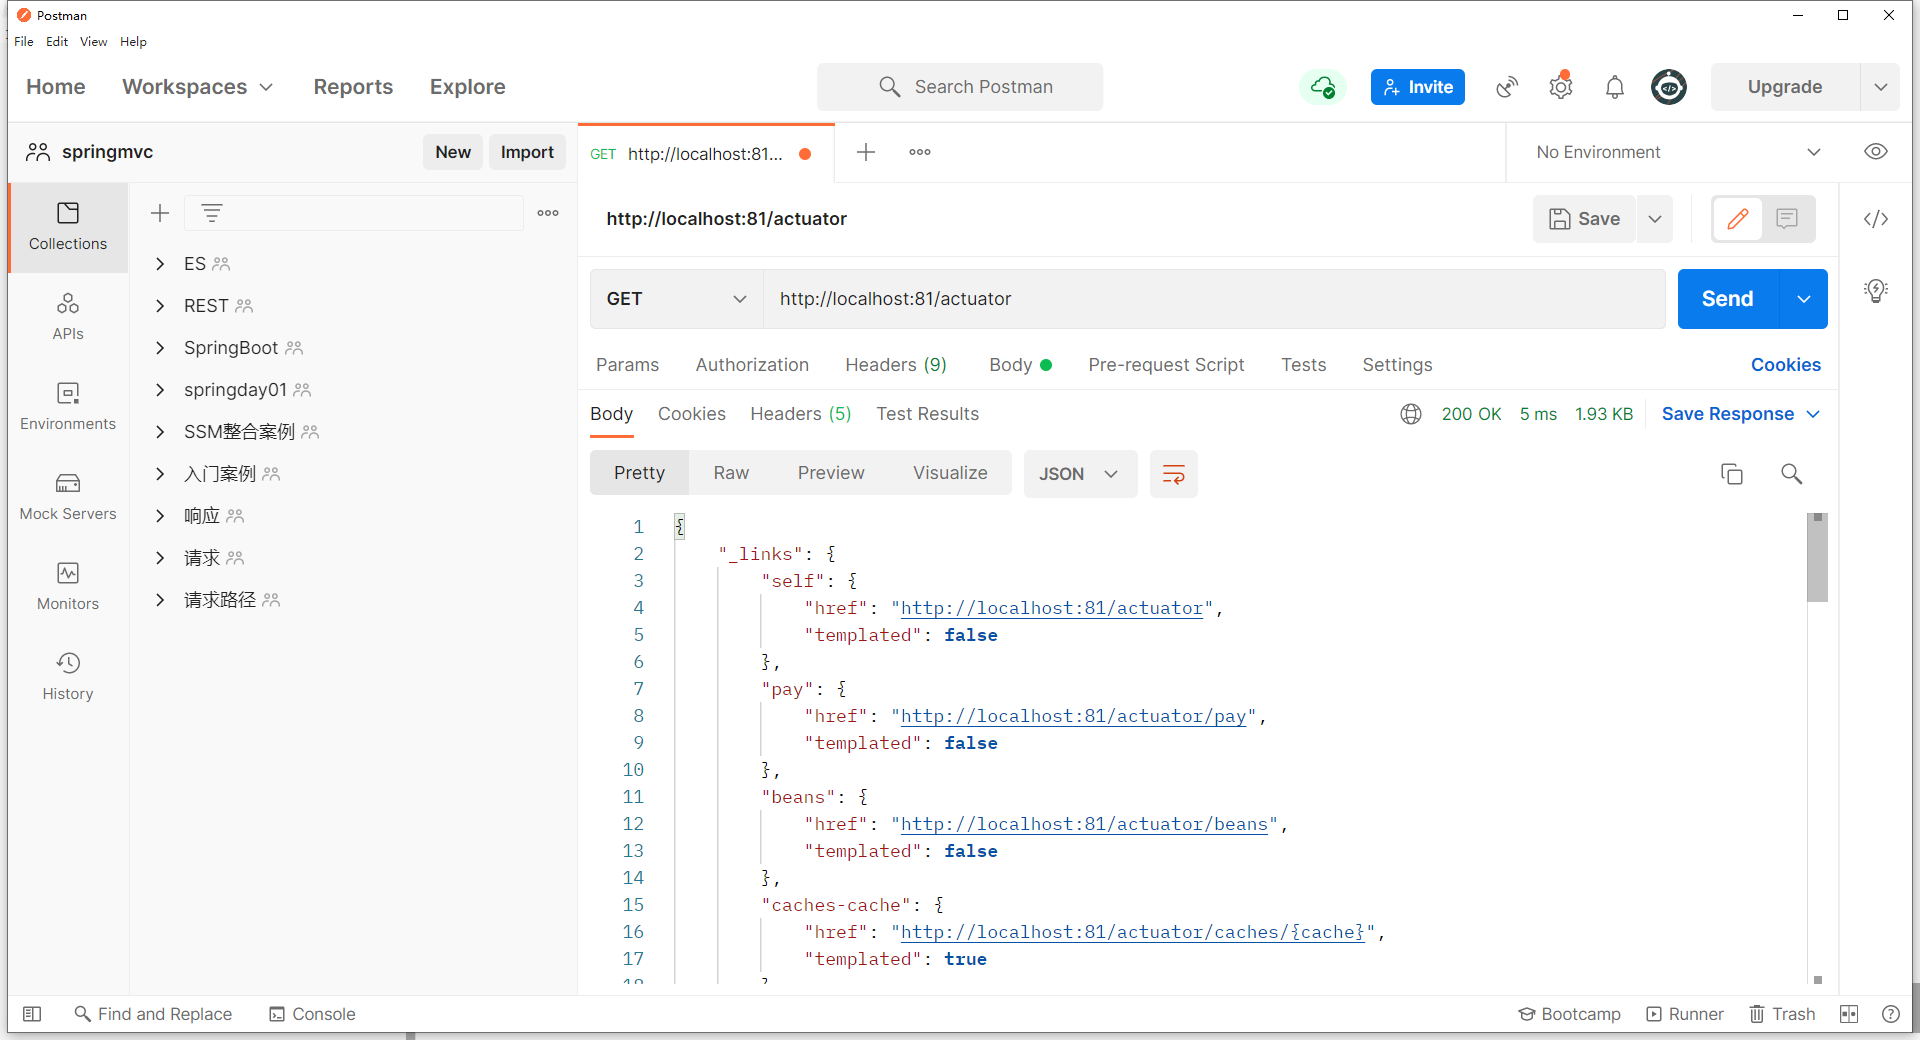 Postman
File Edit View Help
Home Workspaces Reports Explore Search Postman Invite Upgrade
springmvc New Import GET http://localhost:81... No Environment
http://localhost:81/actuator Save
Collections
ES
REST
SpringBoot
springday01
SSM整合案例
入门案例
响应
请求
请求路径
APIs
Environments
Mock Servers
Monitors
History
GET http://localhost:81/actuator Send
Params Authorization Headers (9) Body Pre-request Script Tests Settings Cookies
Body Cookies Headers (5) Test Results 200 OK 5 ms 1.93 KB Save Response
Pretty Raw Preview Visualize JSON
1 {
2 "_links": {
3 "self": {
4 "href": "http://localhost:81/actuator",
5 "templated": false
6 },
7 "pay": {
8 "href": "http://localhost:81/actuator/pay",
9 "templated": false
10 },
11 "beans": {
12 "href": "http://localhost:81/actuator/beans",
13 "templated": false
14 },
15 "caches-cache": {
16 "href": "http://localhost:81/actuator/caches/{cache}",
17 "templated": true
Find and Replace Console Bootcamp Runner Trash